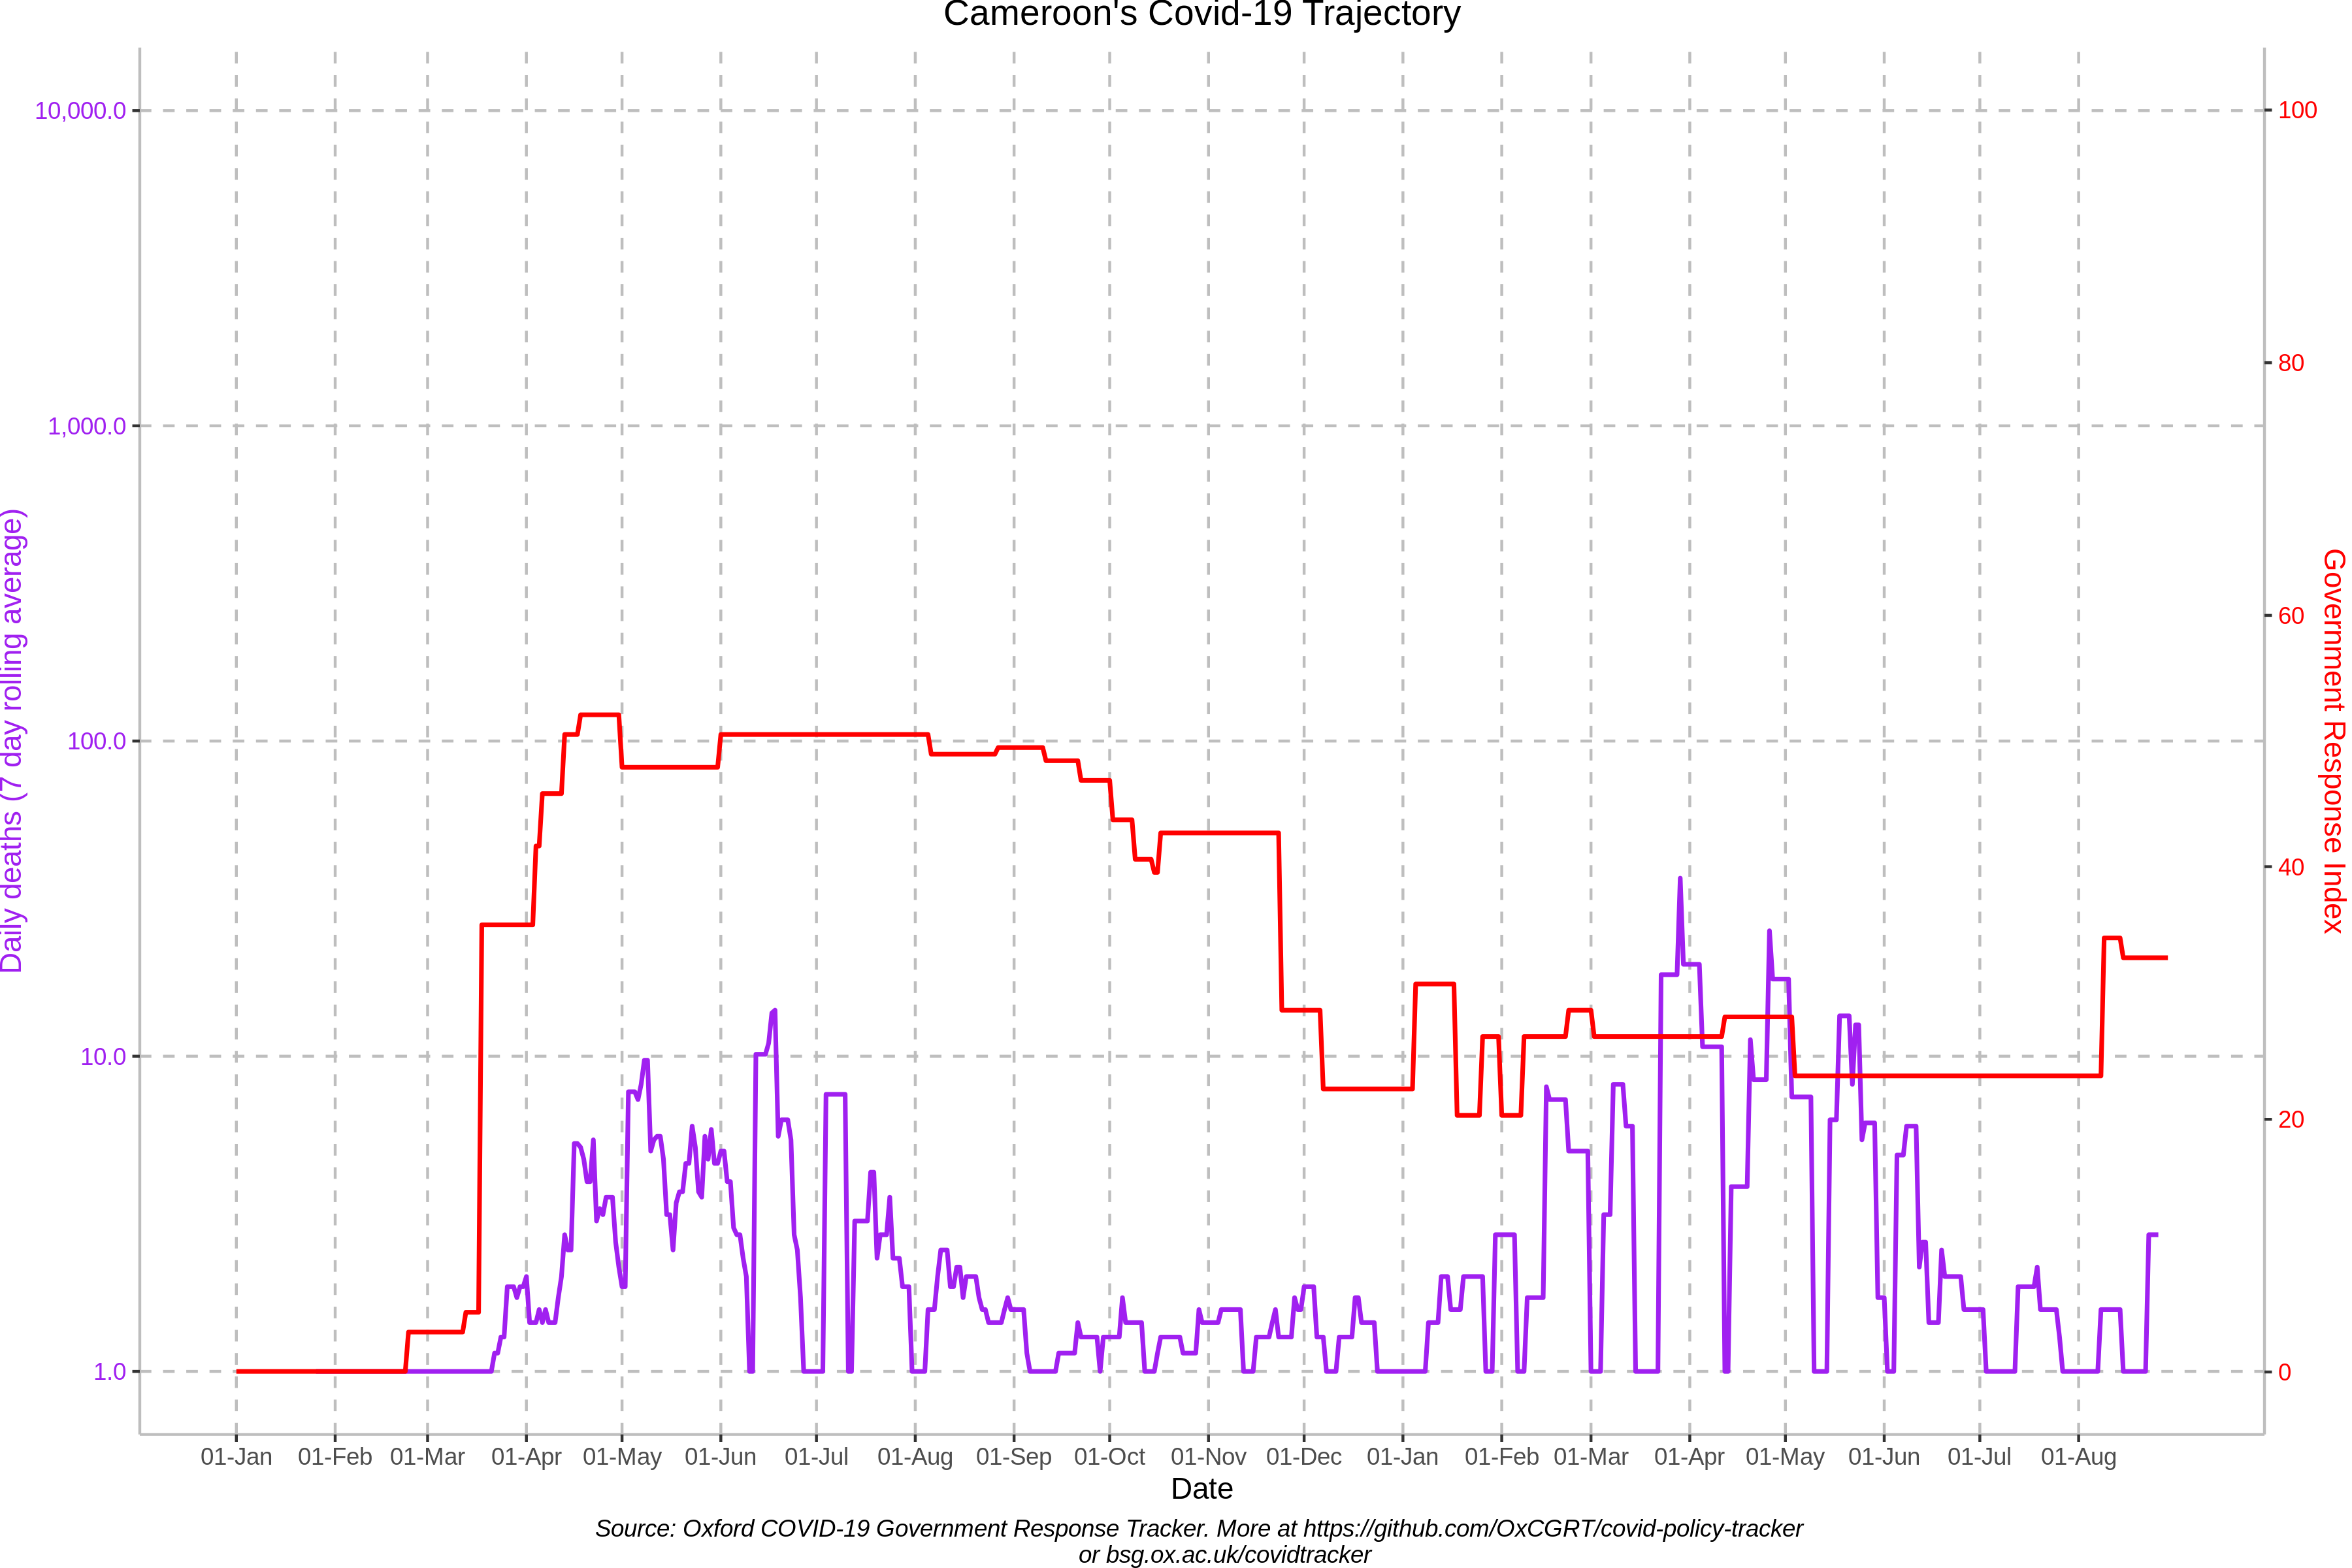 Cameroon's Covid-19 Trajectory
10,000.0
1,000.0
100.0
10.0
1.0
Daily deaths (7 day rolling average)
100
80
60
40
20
0
Government Response Index
01-Jan 01-Feb 01-Mar 01-Apr 01-May 01-Jun 01-Jul 01-Aug 01-Sep 01-Oct 01-Nov 01-Dec 01-Jan 01-Feb 01-Mar 01-Apr 01-May 01-Jun 01-Jul 01-Aug
Date
Source: Oxford COVID-19 Government Response Tracker. More at https://github.com/OxCGRT/covid-policy-tracker
or bsg.ox.ac.uk/covidtracker